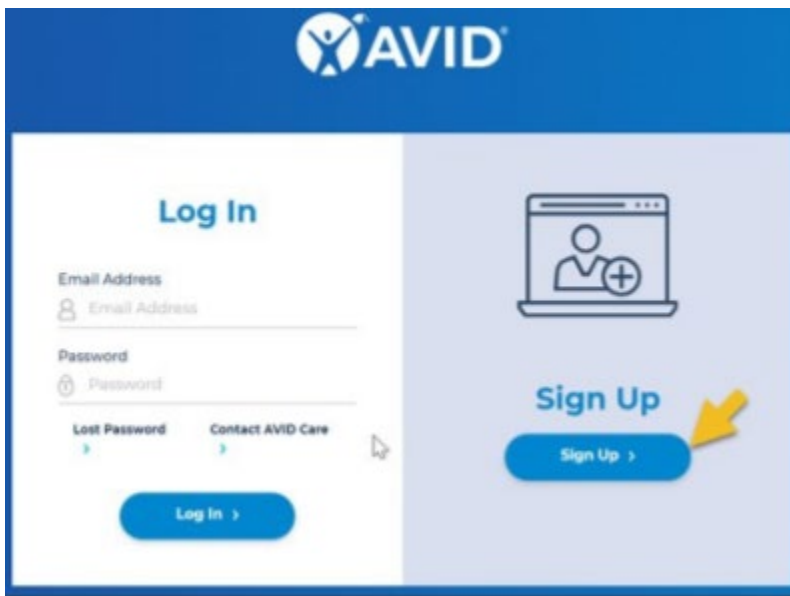 AVID®
Log In
Email Address
Email Address
Password
Password
Lost Password
Contact AVID Care
Log In
Sign Up
Sign Up